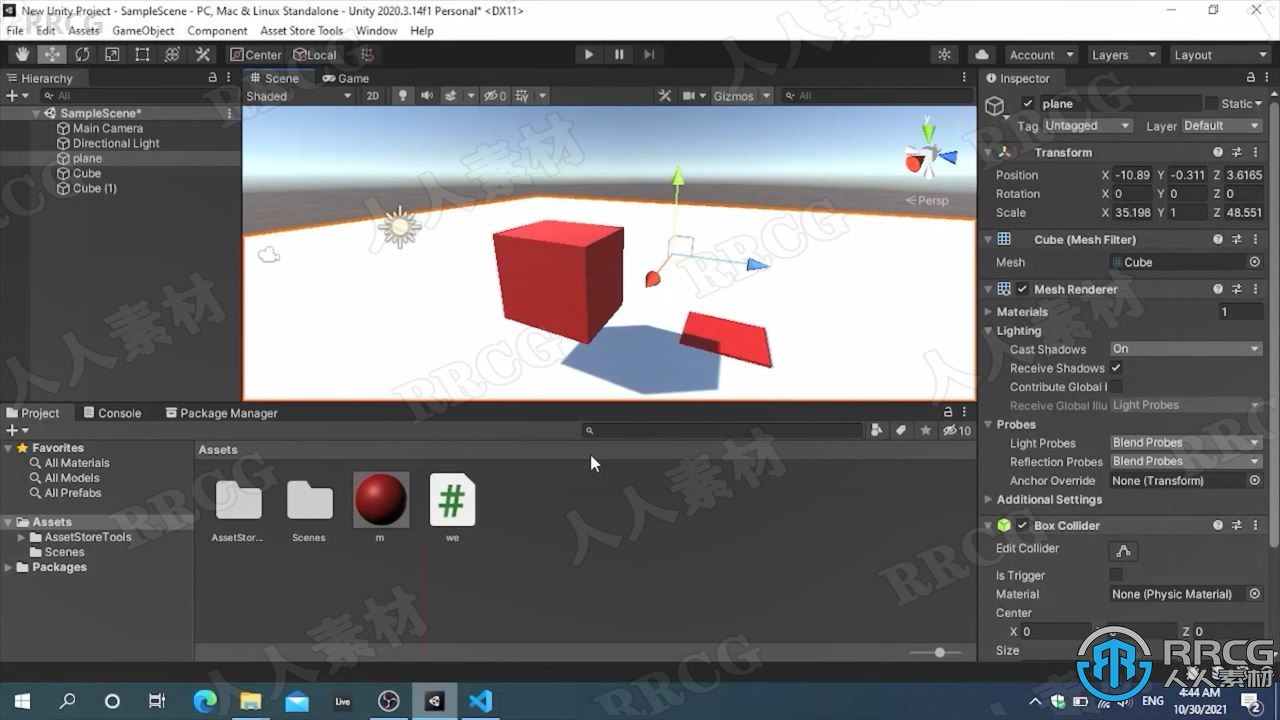 New Unity Project - SampleScene - PC, Mac & Linux Standalone - Unity 2020.3.14f1 Personal* <DX11>
File Edit Assets GameObject Component Asset Store Tools Window Help
Center Local Account Layers Layout
Hierarchy
All
SampleScene*
Main Camera
Directional Light
plane
Cube
Cube (1)
Scene Game
Shaded 2D 0 Gizmos All
y
Persp
Inspector
plane Static
Tag Untagged Layer Default
Transform
Position X -10.89 Y -0.311 Z 3.6165
Rotation X 0 Y 0 Z 0
Scale X 35.198 Y 1 Z 48.551
Cube (Mesh Filter)
Mesh Cube
Mesh Renderer
Materials 1
Lighting
Cast Shadows On
Receive Shadows
Contribute Global I
Receive Global Illu Light Probes
Probes
Light Probes Blend Probes
Reflection Probes Blend Probes
Anchor Override None (Transform)
Additional Settings
Box Collider
Edit Collider
Is Trigger
Material None (Physic Material)
Center
X 0 Z 0
Size
Project Console Package Manager
10
Favorites
All Materials
All Models
All Prefabs
Assets
AssetStoreTools
Scenes
Packages
Assets
AssetStor... Scenes m we
#
Live
ENG
4:44 AM
10/30/2021
2
RRCG
人人素材
RRCG
人人素材